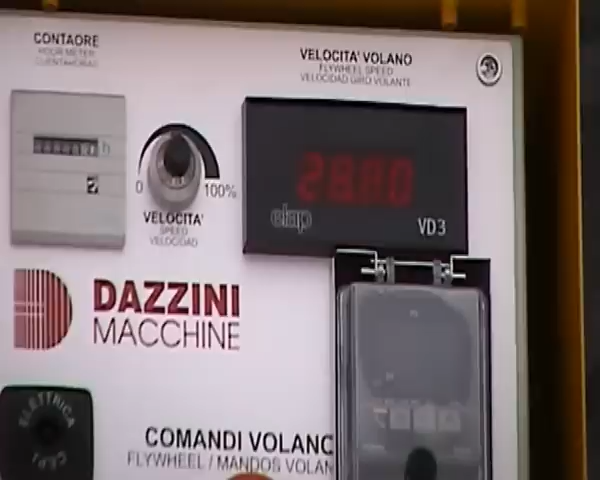 CONTAORE
HOUR METER
CUENTAHORAS
VELOCITA' VOLANO
FLYWHEEL SPEED
VELOCIDAD GIRO VOLANTE
h
0
100%
VELOCITA'
SPEED
VELOCIDAD
elap
VD3
DAZZINI
MACCHINE
ELETTRICA
COMANDI VOLANO
FLYWHEEL / MANDOS VOLAN